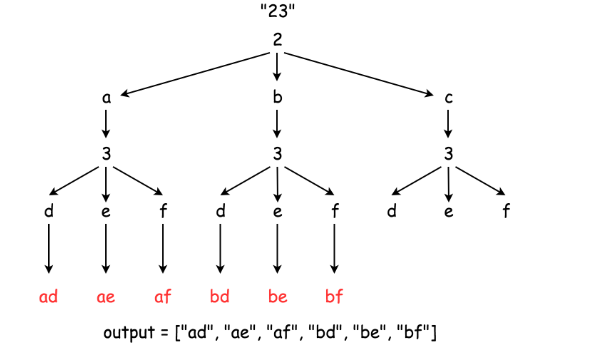 "23"
2
a b c
3 3 3
d e f d e f d e f
ad ae af bd be bf
output = ["ad", "ae", "af", "bd", "be", "bf"]